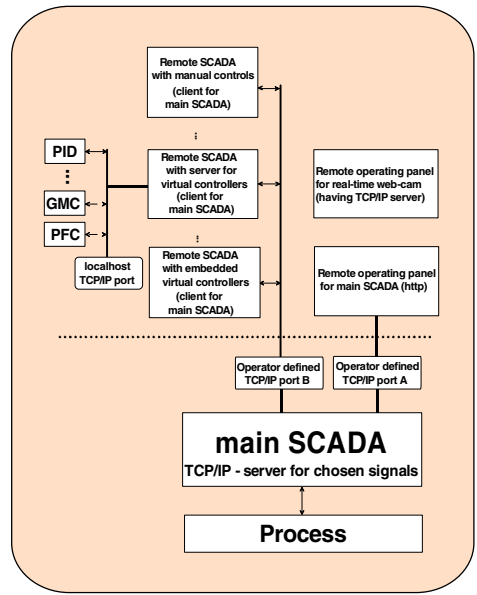 Remote SCADA
with manual controls
(client for
main SCADA)
...
PID
...
GMC
PFC
localhost
TCP/IP port
Remote SCADA
with server for
virtual controllers
(client for
main SCADA)
...
Remote SCADA
with embedded
virtual controllers
(client for
main SCADA)
Remote operating panel
for real-time web-cam
(having TCP/IP server)
Remote operating panel
for main SCADA (http)
Operator defined
TCP/IP port B
Operator defined
TCP/IP port A
main SCADA
TCP/IP - server for chosen signals
Process